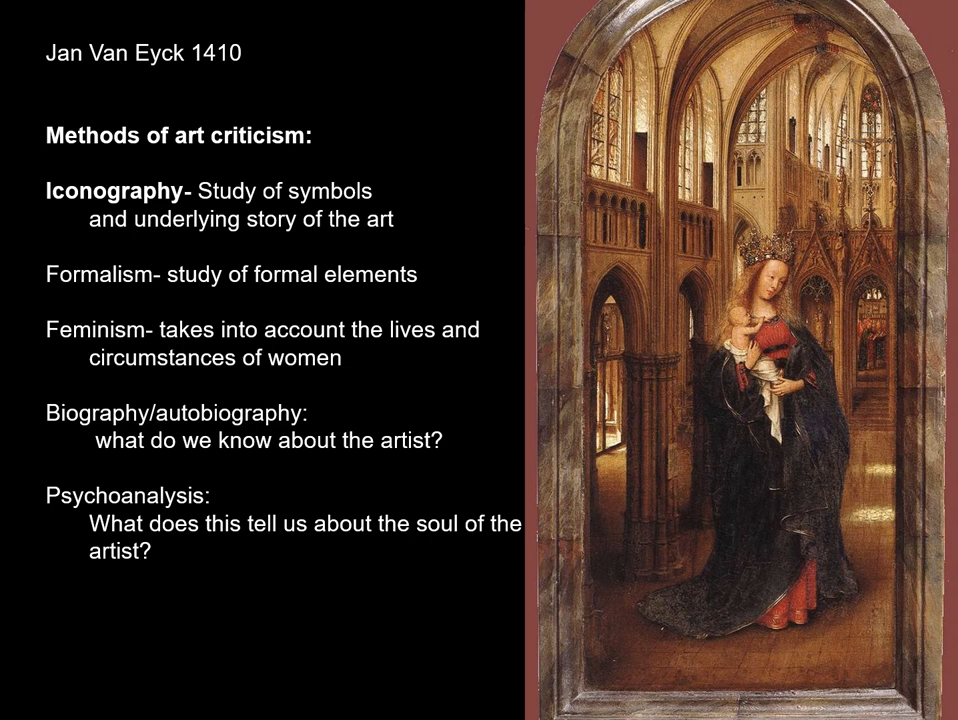 Jan Van Eyck 1410
Methods of art criticism:
Iconography- Study of symbols
and underlying story of the art
Formalism- study of formal elements
Feminism- takes into account the lives and
circumstances of women
Biography/autobiography:
what do we know about the artist?
Psychoanalysis:
What does this tell us about the soul of the
artist?